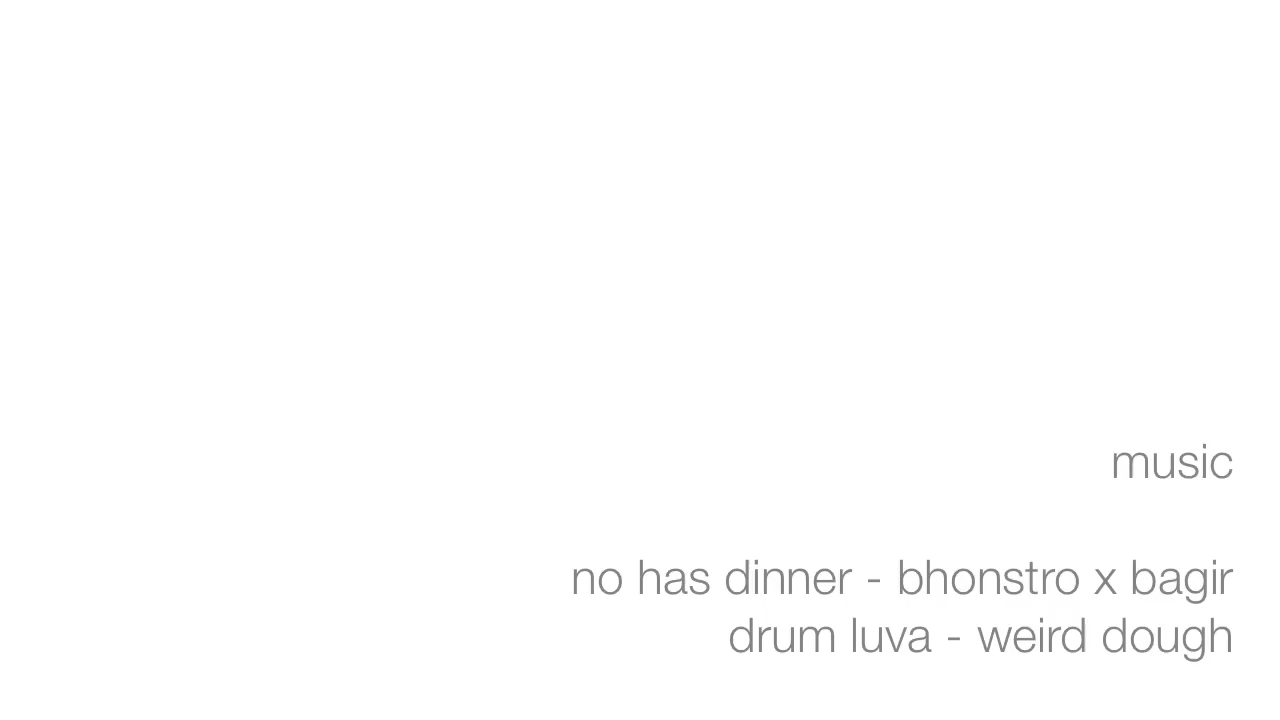 music
no has dinner - bhonstro x bagir
drum luva - weird dough